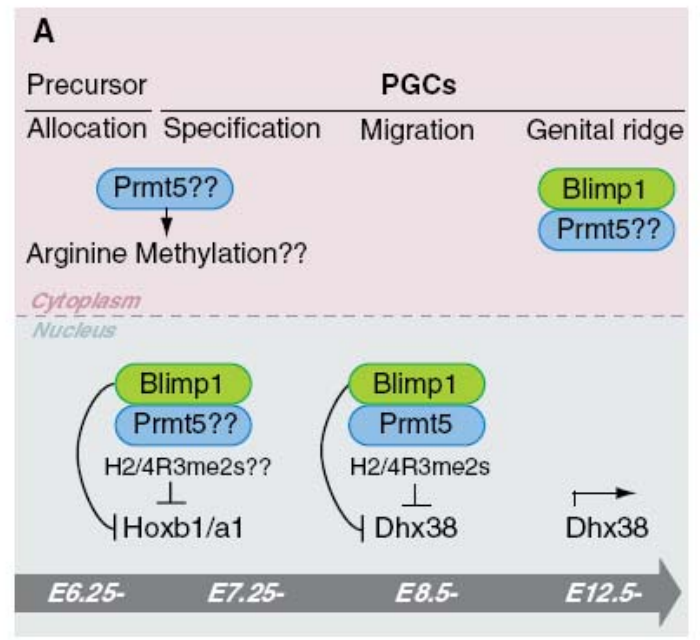 A
Precursor PGCs
Allocation Specification Migration Genital ridge
Prmt5?? Blimp1
Prmt5??
Arginine Methylation??
Cytoplasm
Nucleus
Blimp1 Blimp1
Prmt5?? Prmt5
H2/4R3me2s?? H2/4R3me2s
Hoxb1/a1 Dhx38 Dhx38
E6.25- E7.25- E8.5- E12.5-